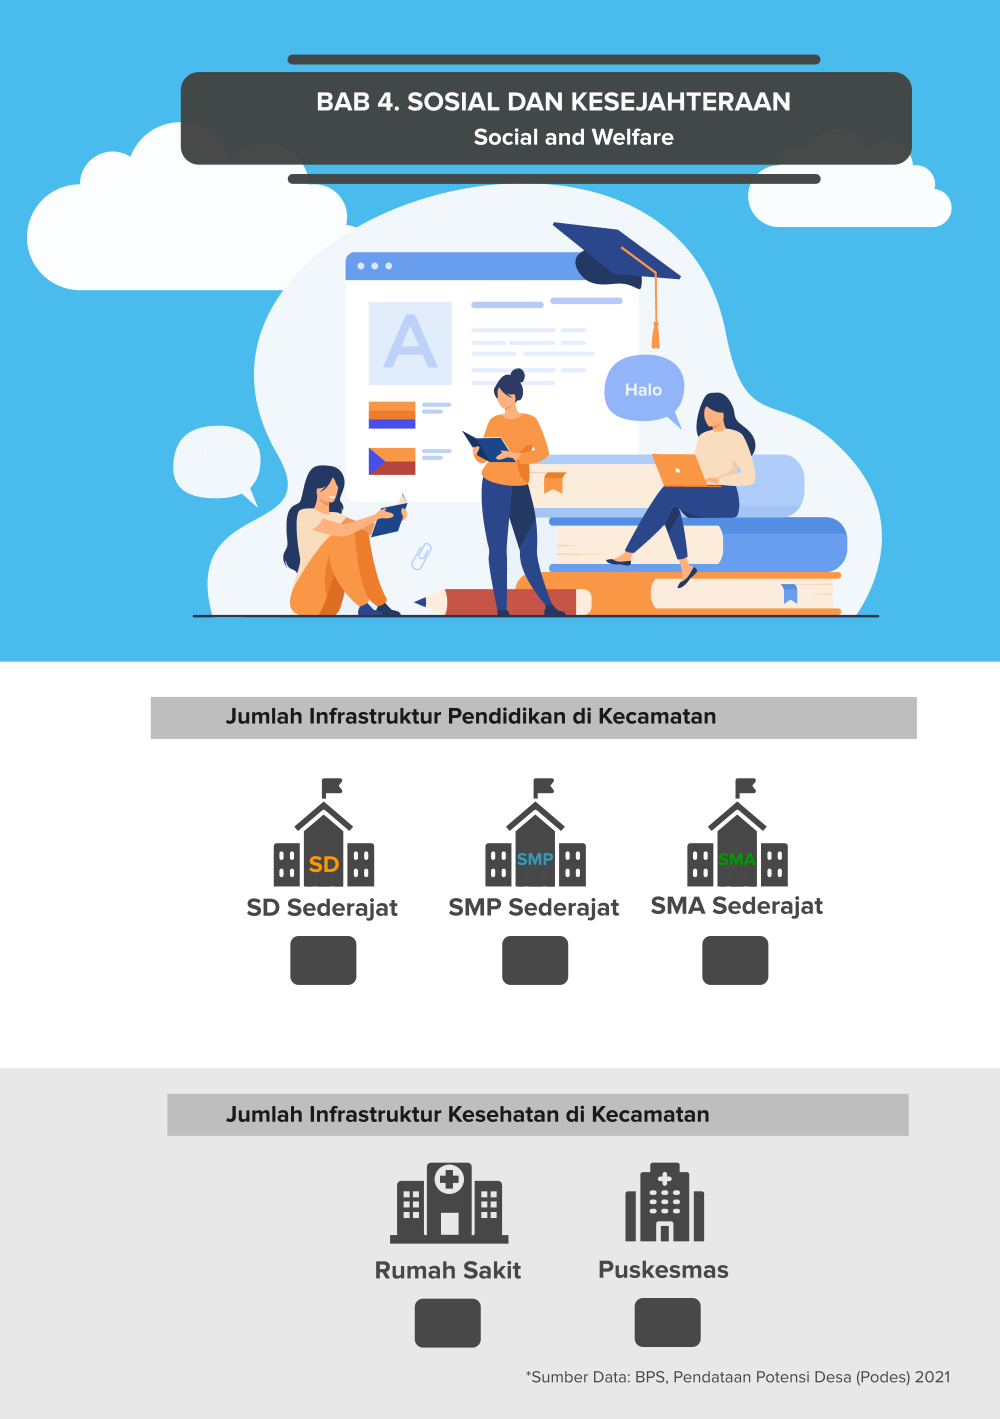 BAB 4. SOSIAL DAN KESEJAHTERAAN
Social and Welfare
A
Halo
Jumlah Infrastruktur Pendidikan di Kecamatan
SD
SMP
SMA
SD Sederajat
SMP Sederajat
SMA Sederajat
Jumlah Infrastruktur Kesehatan di Kecamatan
Rumah Sakit
Puskesmas
*Sumber Data: BPS, Pendataan Potensi Desa (Podes) 2021